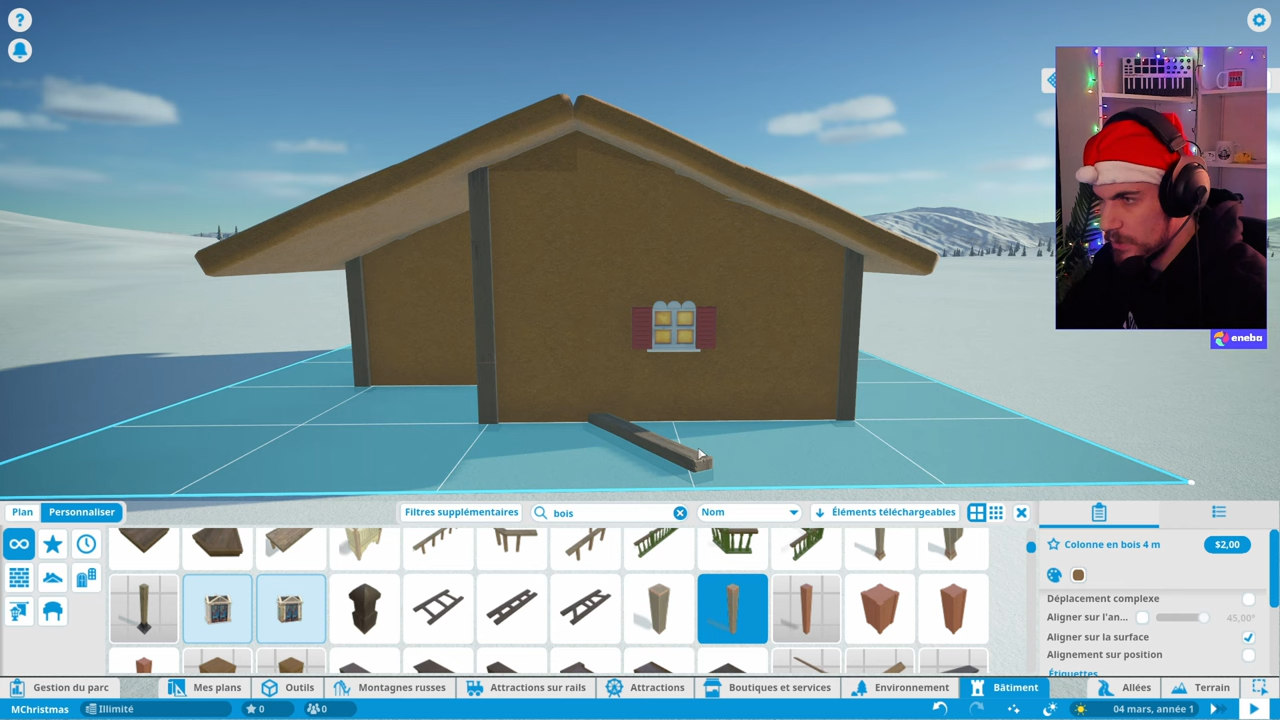 ?
eneba
Plan
Personnaliser
Filtres supplémentaires
bois
Nom
Éléments téléchargeables
Colonne en bois 4 m
$2,00
Déplacement complexe
Aligner sur l'an...
45,00°
Aligner sur la surface
Alignement sur position
Étiquettes
Gestion du parc
Mes plans
Outils
Montagnes russes
Attractions sur rails
Attractions
Boutiques et services
Environnement
Bâtiment
Allées
Terrain
MChristmas
Illimité
0
0
04 mars, année 1